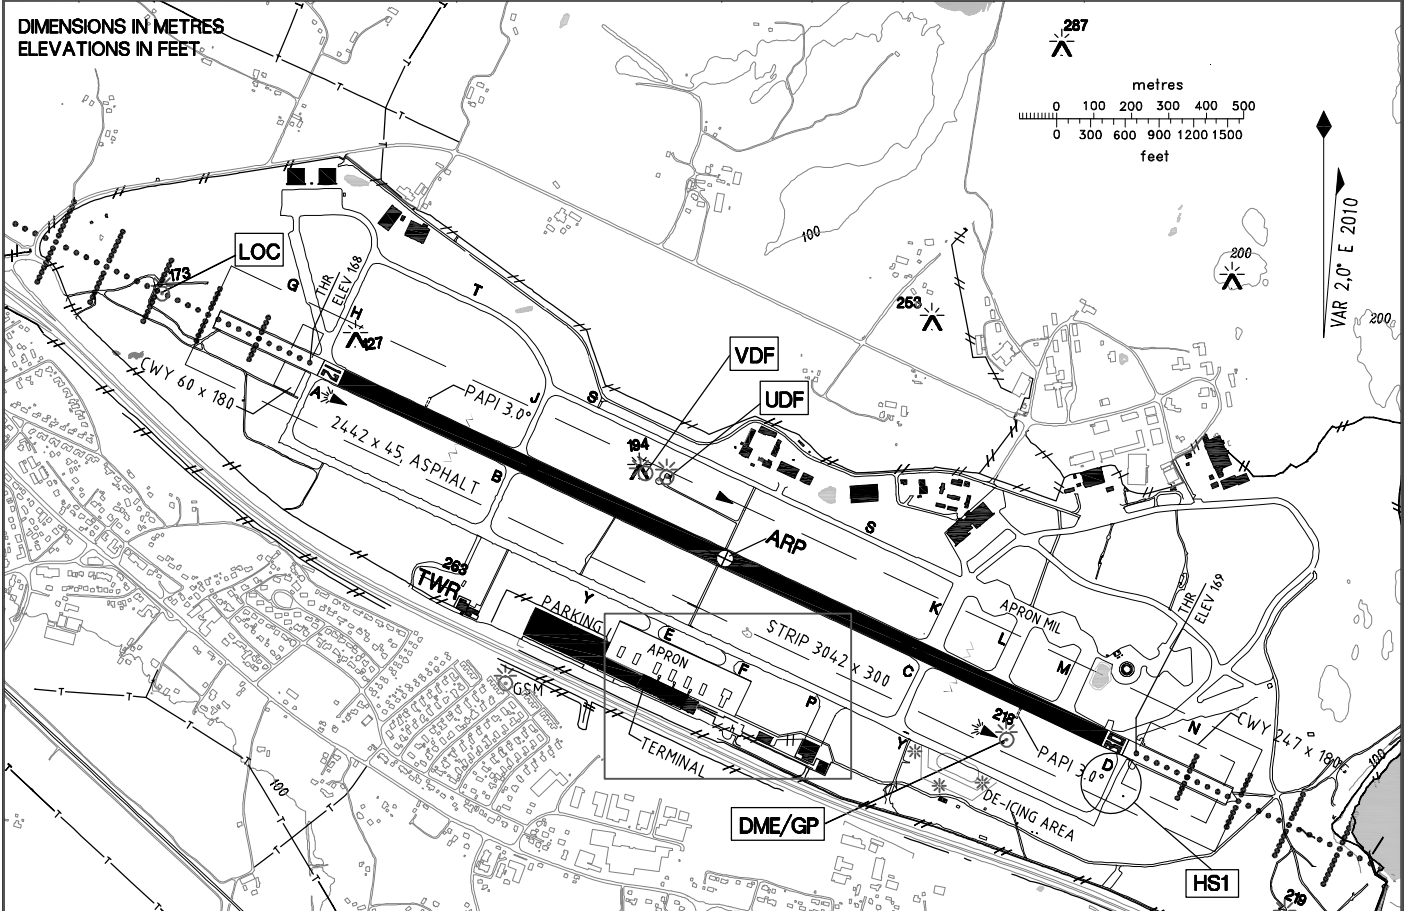 DIMENSIONS IN METRES
ELEVATIONS IN FEET
287
metres
0 100 200 300 400 500
0 300 600 900 1200 1500
feet
VAR 2,0° E 2010
100
200
200
LOC
173
G
THR
ELEV 168
H
T
127
253
CWY 60 x 180
A
12
PAPI 3.0°
J
S
VDF
UDF
2442 x 45, ASPHALT
B
194
S
ARP
263
TWR
Y
PARKING
E
APRON
F
STRIP 3042 x 300
K
APRON MIL
L
M
THR
ELEV 169
C
P
GSM
TERMINAL
218
Y
PAPI 3.0°
D
N
CWY 247 x 180
100
100
DE-ICING AREA
DME/GP
HS1
219